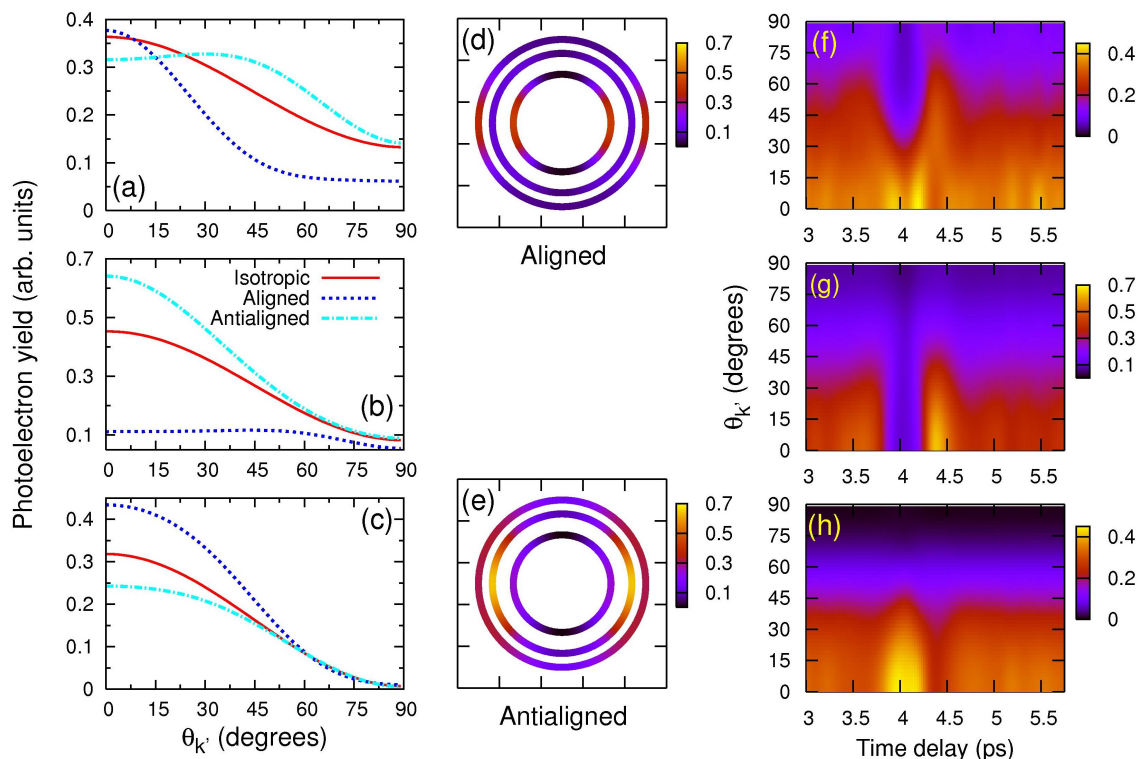 Photoelectron yield (arb. units)
0.4
0.3
0.2
0.1
0
(a)
0 15 30 45 60 75 90
0.7
0.5
0.3
0.1
Isotropic
Aligned
Antialigned
(b)
0 15 30 45 60 75 90
0.4
0.3
0.2
0.1
0
(c)
0 15 30 45 60 75 90
θk' (degrees)
(d)
0.7
0.5
0.3
0.1
Aligned
(e)
0.7
0.5
0.3
0.1
Antialigned
θk' (degrees)
90
75
60
45
30
15
0
(f)
0.4
0.2
0
3 3.5 4 4.5 5 5.5
90
75
60
45
30
15
0
(g)
0.7
0.5
0.3
0.1
3 3.5 4 4.5 5 5.5
90
75
60
45
30
15
0
(h)
0.4
0.2
0
3 3.5 4 4.5 5 5.5
Time delay (ps)